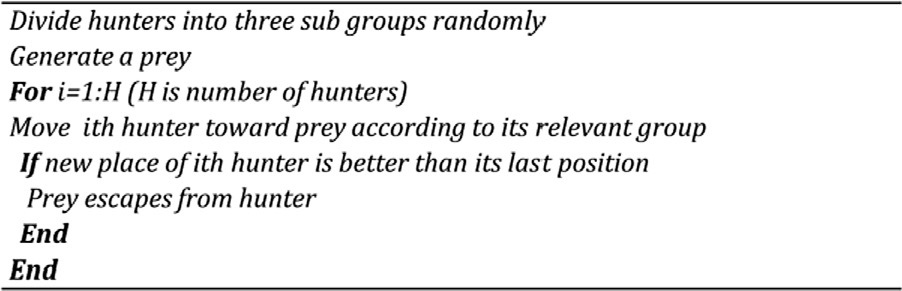 Divide hunters into three sub groups randomly
Generate a prey
For i=1:H (H is number of hunters)
Move ith hunter toward prey according to its relevant group
If new place of ith hunter is better than its last position
Prey escapes from hunter
End
End